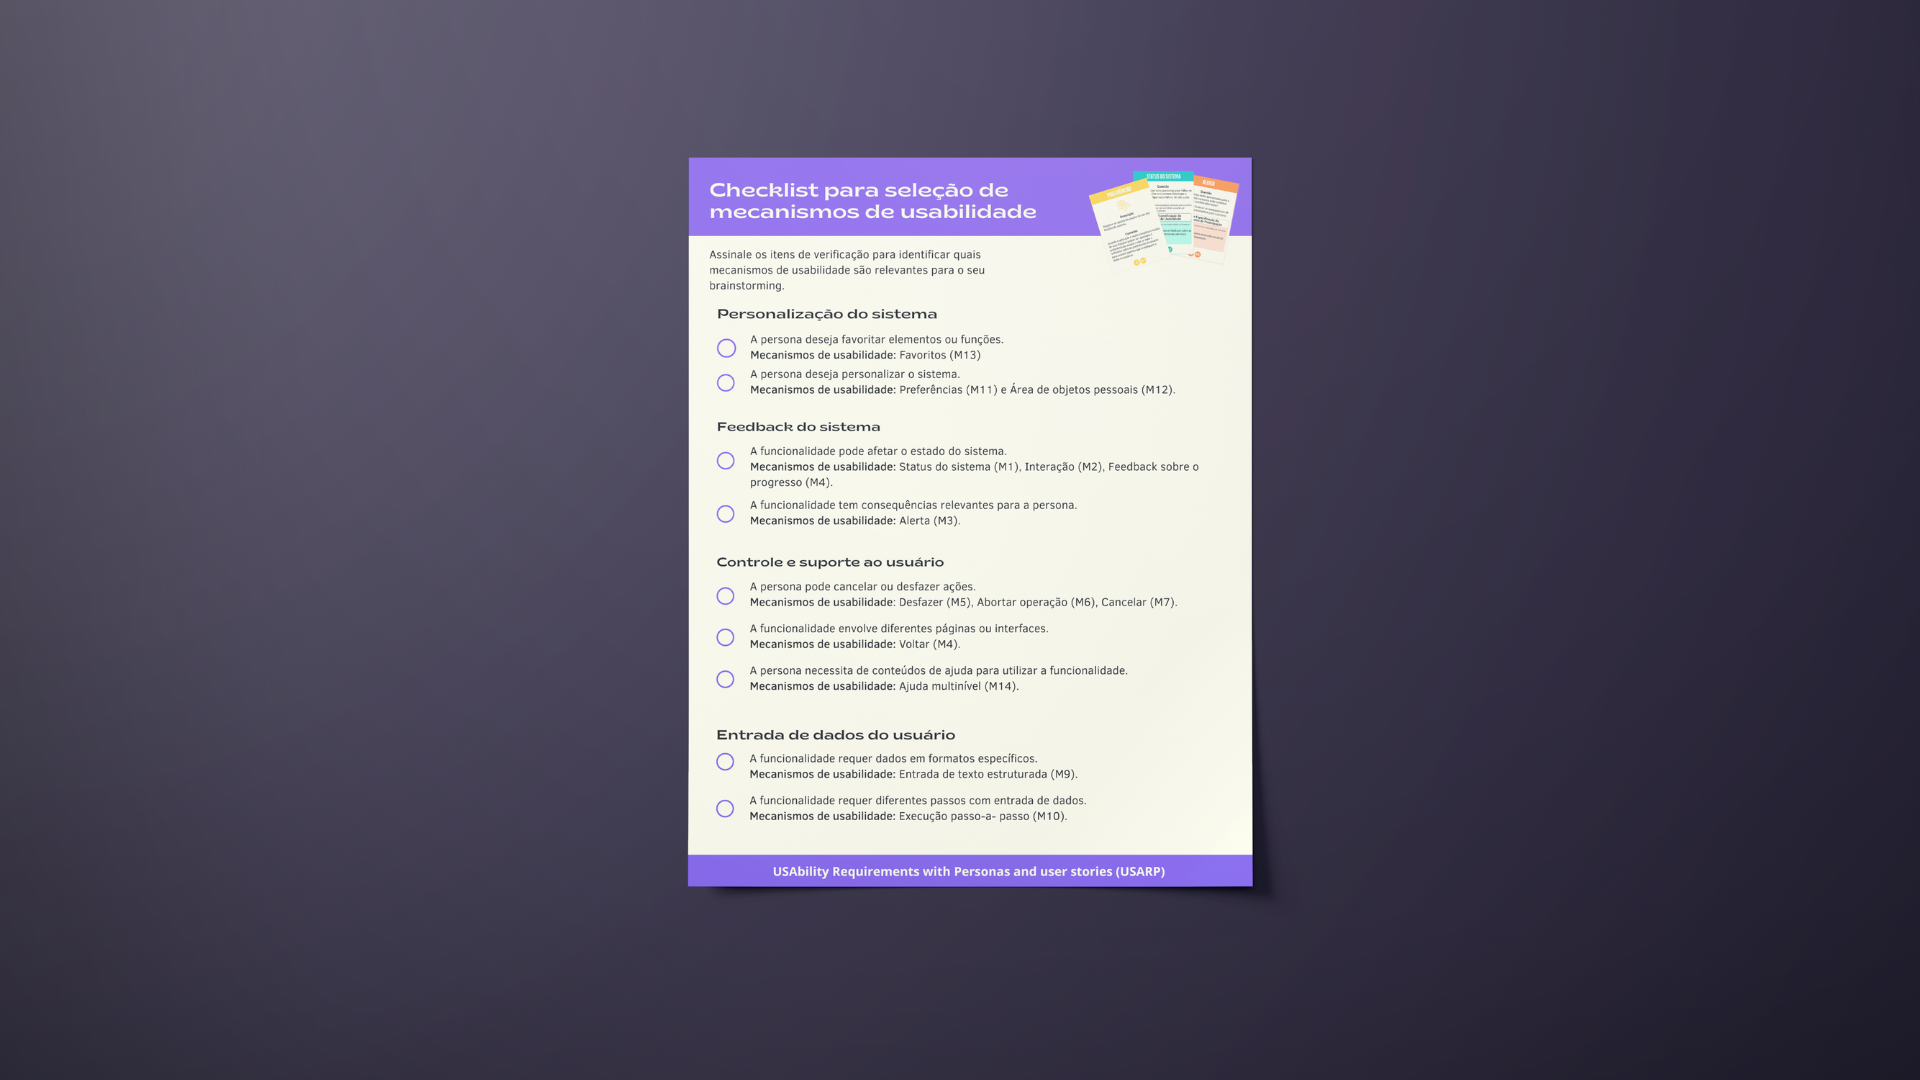 Checklist para seleção de
mecanismos de usabilidade
STATUS DO SISTEMA
Assinale os itens de verificação para identificar quais
mecanismos de usabilidade são relevantes para o seu
brainstorming.
Personalização do sistema
A persona deseja favoritar elementos ou funções.
Mecanismos de usabilidade: Favoritos (M13)
A persona deseja personalizar o sistema.
Mecanismos de usabilidade: Preferências (M11) e Área de objetos pessoais (M12).
Feedback do sistema
A funcionalidade pode afetar o estado do sistema.
Mecanismos de usabilidade: Status do sistema (M1), Interação (M2), Feedback sobre o
progresso (M4).
A funcionalidade tem consequências relevantes para a persona.
Mecanismos de usabilidade: Alerta (M3).
Controle e suporte ao usuário
A persona pode cancelar ou desfazer ações.
Mecanismos de usabilidade: Desfazer (M5), Abortar operação (M6), Cancelar (M7).
A funcionalidade envolve diferentes páginas ou interfaces.
Mecanismos de usabilidade: Voltar (M4).
A persona necessita de conteúdos de ajuda para utilizar a funcionalidade.
Mecanismos de usabilidade: Ajuda multinível (M14).
Entrada de dados do usuário
A funcionalidade requer dados em formatos específicos.
Mecanismos de usabilidade: Entrada de texto estruturada (M9).
A funcionalidade requer diferentes passos com entrada de dados.
Mecanismos de usabilidade: Execução passo-a- passo (M10).
USAbility Requirements with Personas and user stories (USARP)